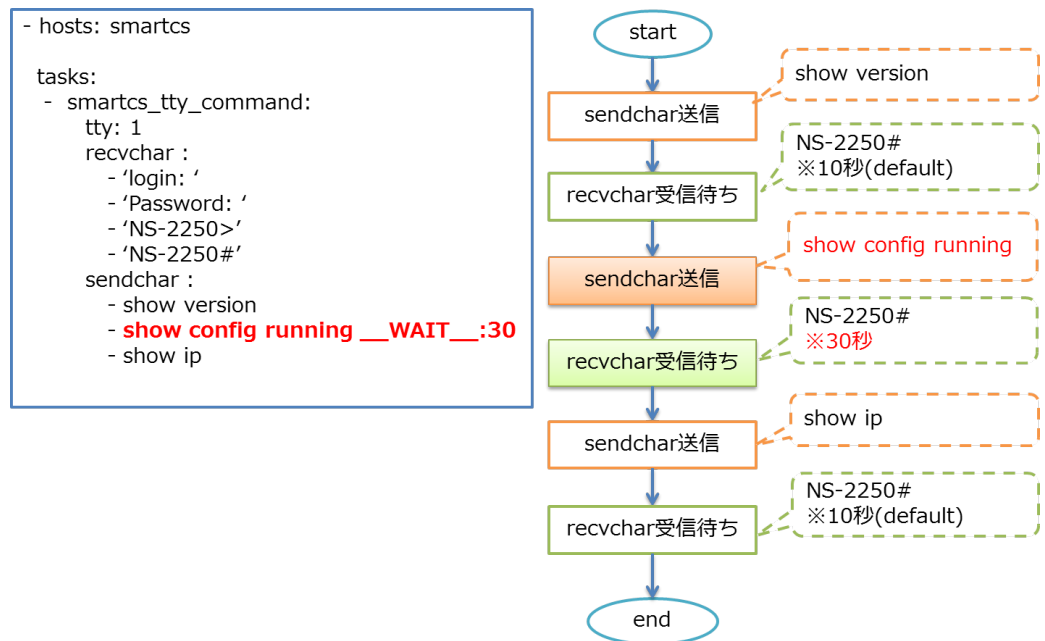 - hosts: smartcs
tasks:
- smartcs_tty_command:
tty: 1
recvchar :
- ‘login: ‘
- ‘Password: ‘
- ‘NS-2250>’
- ‘NS-2250#’
sendchar :
- show version
- show config running __WAIT__:30
- show ip
start
sendchar送信
show version
recvchar受信待ち
NS-2250#
※10秒(default)
sendchar送信
show config running
recvchar受信待ち
NS-2250#
※30秒
sendchar送信
show ip
recvchar受信待ち
NS-2250#
※10秒(default)
end